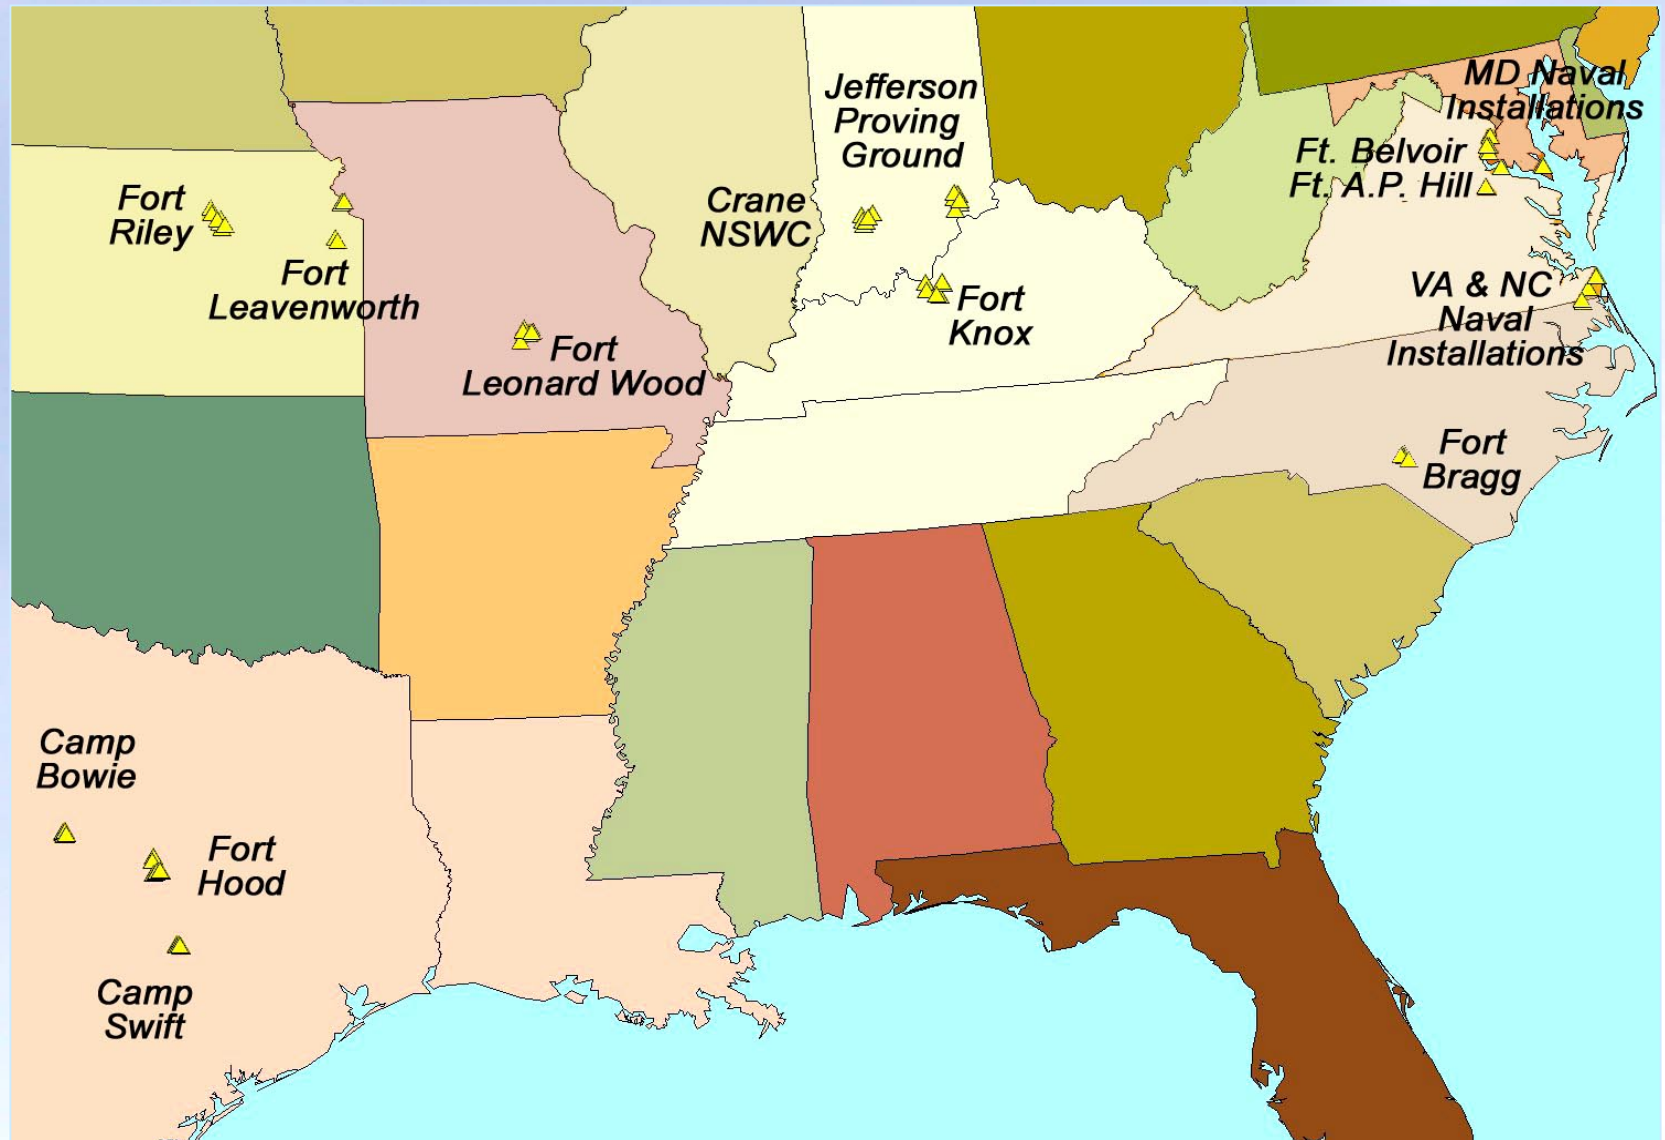 Jefferson
Proving
Ground
MD Naval
Installations
Ft. Belvoir
Ft. A.P. Hill
Fort
Riley
Crane
NSWC
Fort
Leavenworth
Fort
Knox
VA & NC
Naval
Installations
Fort
Leonard Wood
Fort
Bragg
Camp
Bowie
Fort
Hood
Camp
Swift